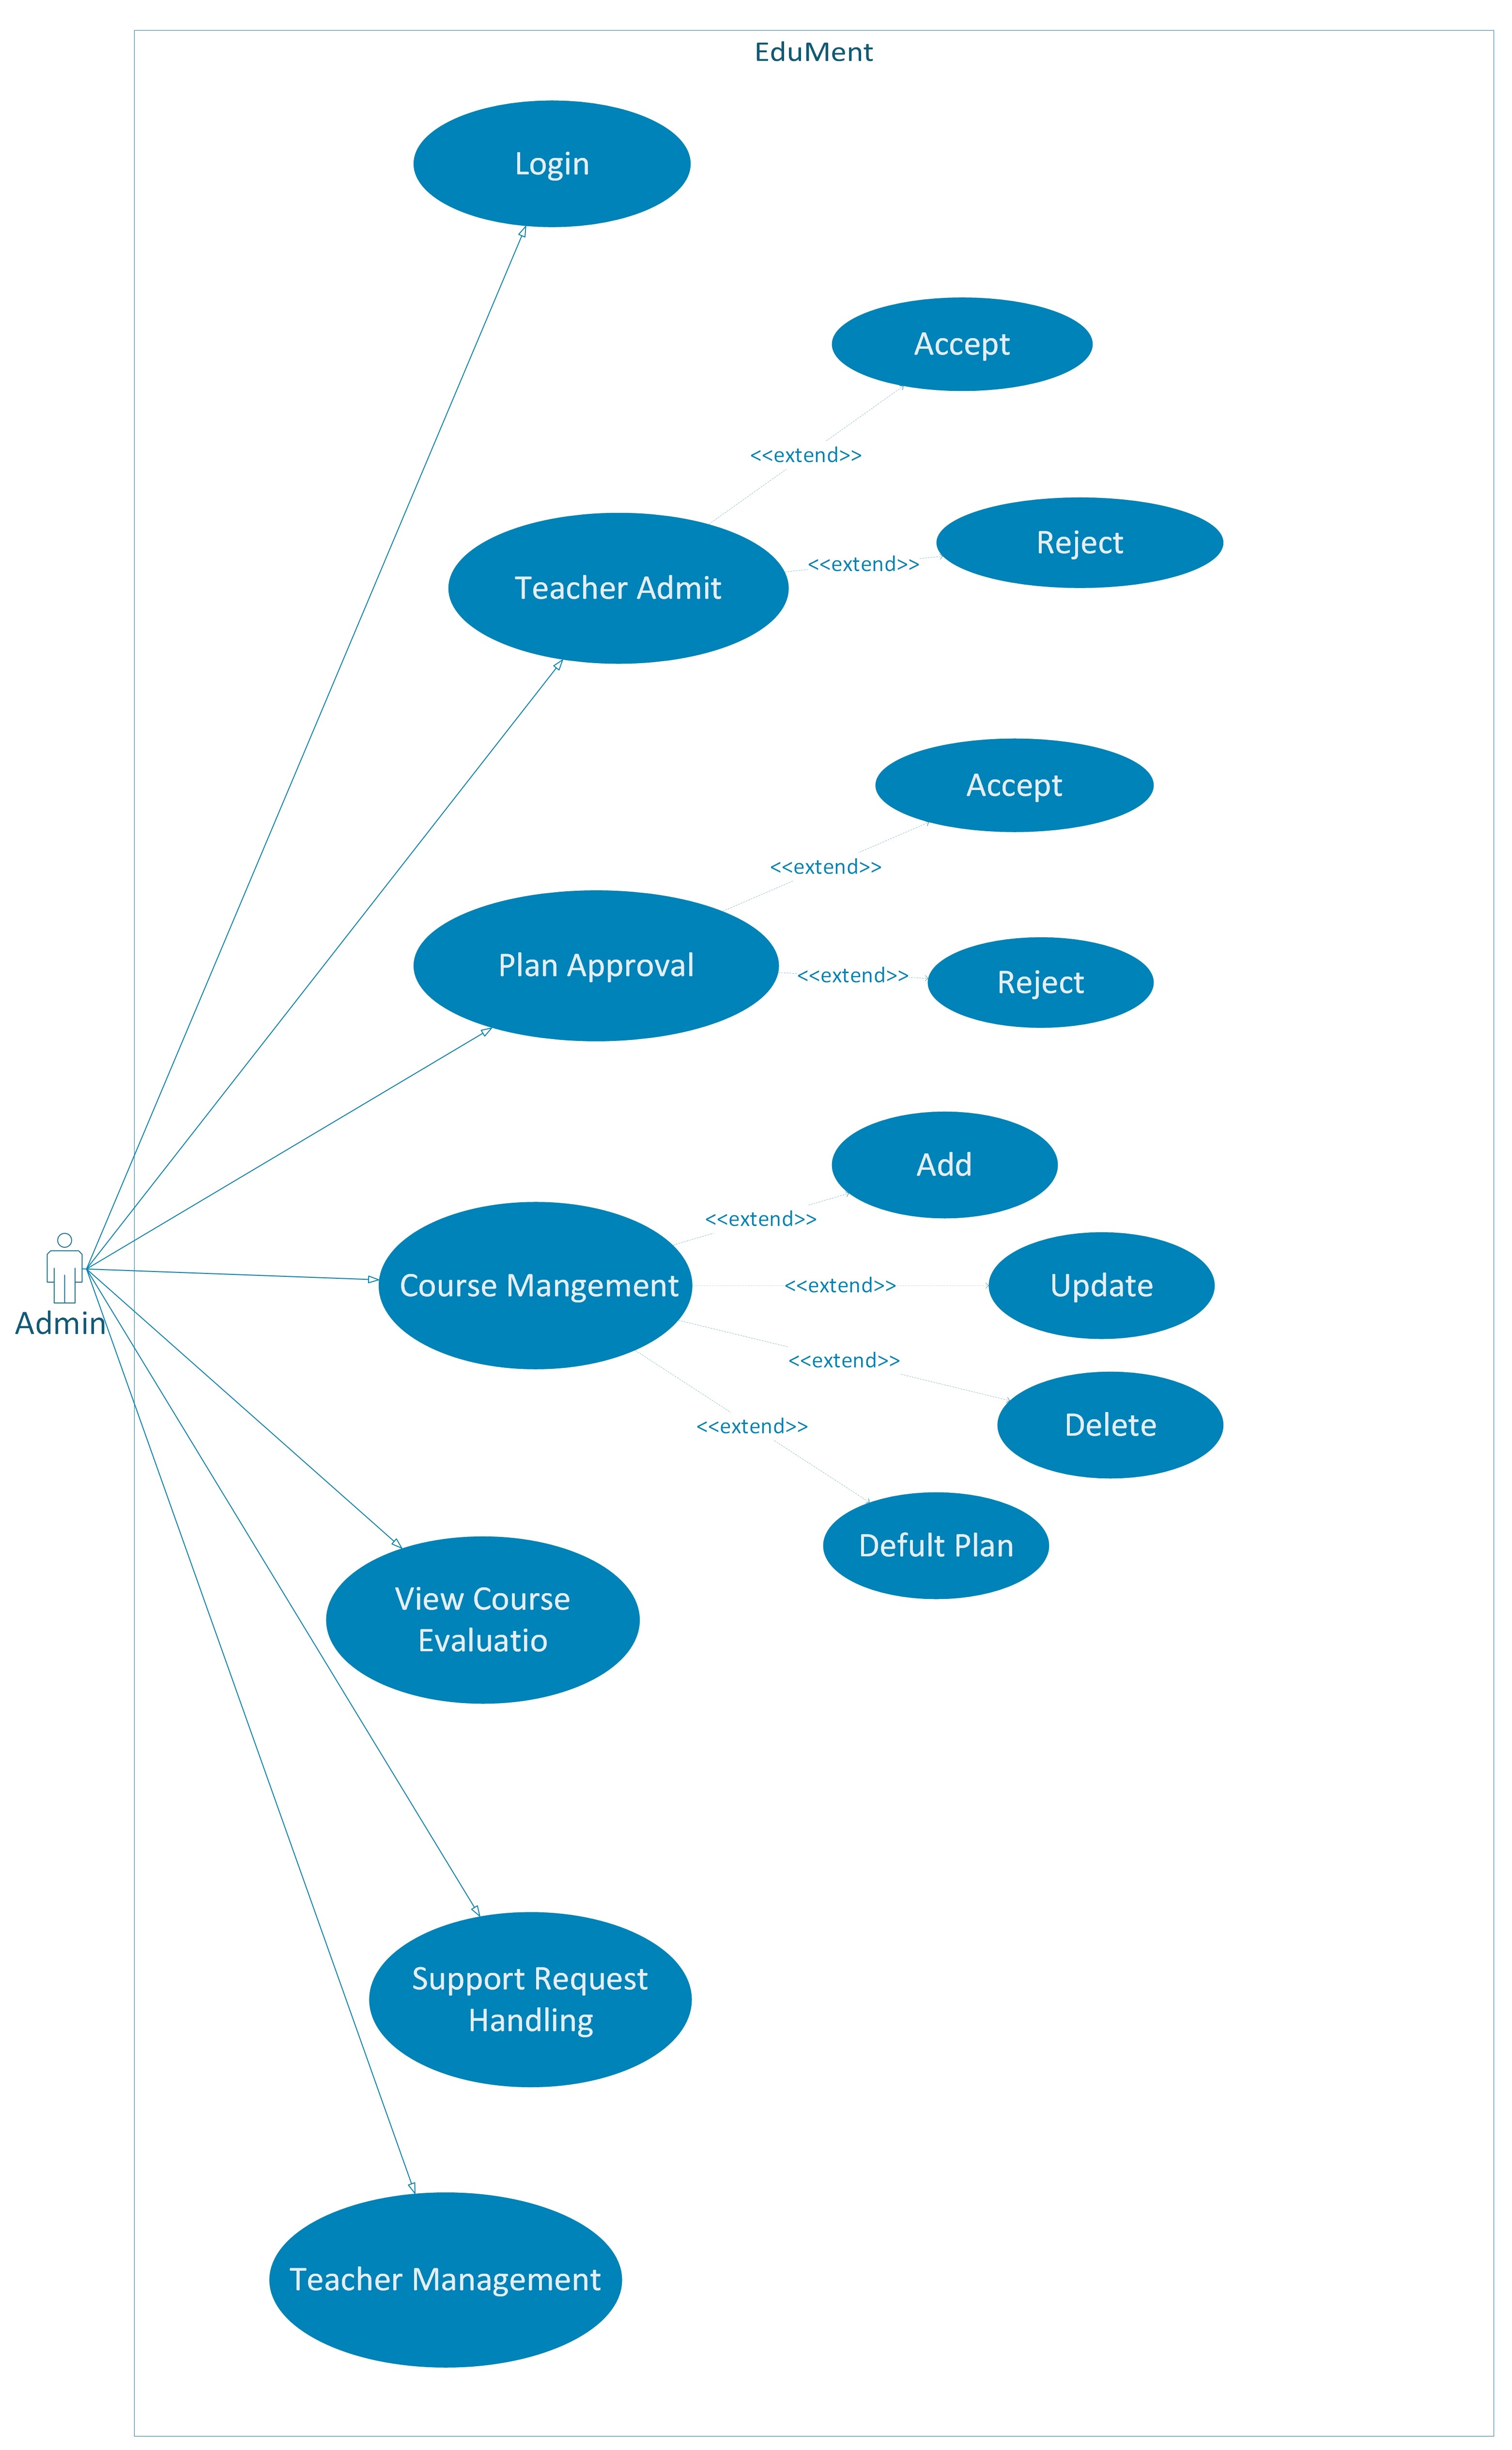 EduMent
Login
Accept
<<extend>>
Reject
<<extend>>
Teacher Admit
Accept
<<extend>>
Plan Approval
<<extend>>
Reject
Add
<<extend>>
Course Mangement
<<extend>>
Update
Admin
<<extend>>
Delete
<<extend>>
Defult Plan
View Course
Evaluatio
Support Request
Handling
Teacher Management